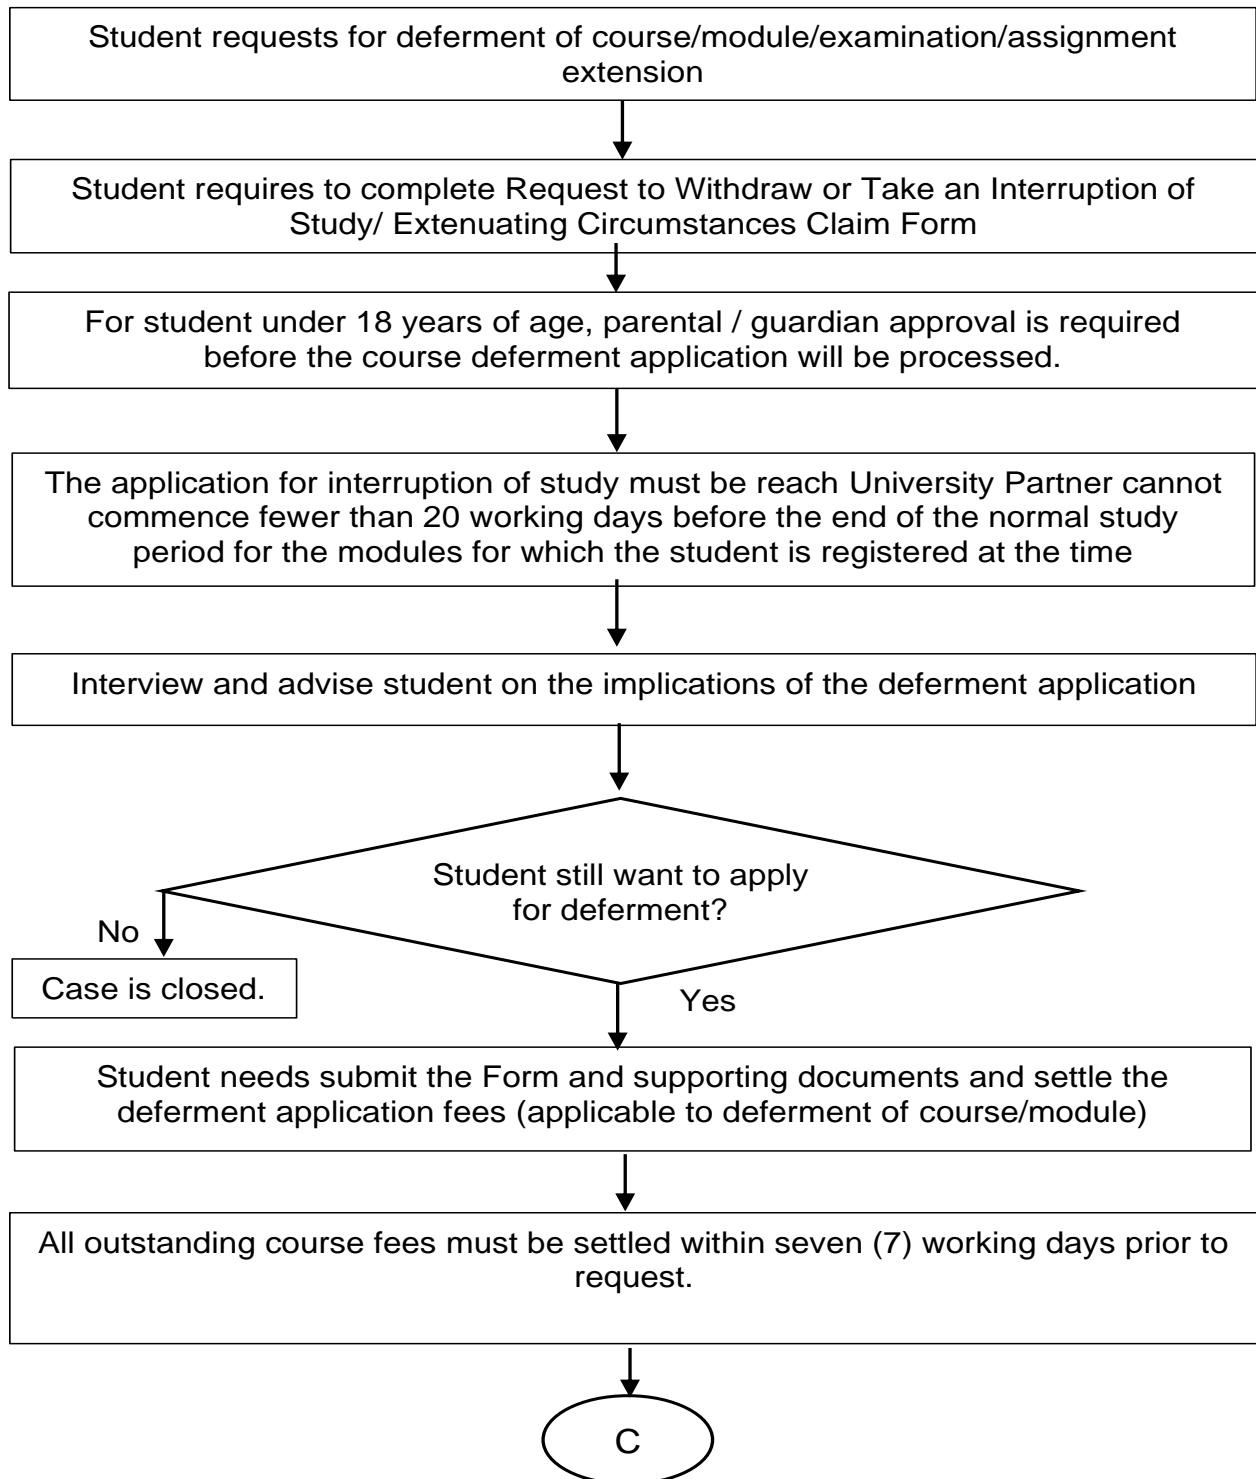 Student requests for deferment of course/module/examination/assignment
extension
Student requires to complete Request to Withdraw or Take an Interruption of
Study/ Extenuating Circumstances Claim Form
For student under 18 years of age, parental / guardian approval is required
before the course deferment application will be processed.
The application for interruption of study must be reach University Partner cannot
commence fewer than 20 working days before the end of the normal study
period for the modules for which the student is registered at the time
Interview and advise student on the implications of the deferment application
Student still want to apply
for deferment?
No
Case is closed.
Yes
Student needs submit the Form and supporting documents and settle the
deferment application fees (applicable to deferment of course/module)
All outstanding course fees must be settled within seven (7) working days prior to
request.
C